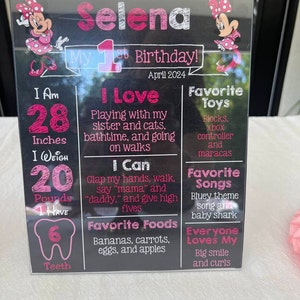 Selena
My 1st Birthday!
April 2024
I Am
28
Inches
I Weigh
20
Pounds
I Have
6
Teeth
I Love
Playing with my
sister and cats,
bathtime, and going
on walks
I Can
Clap my hands, walk,
say "mama" and
"daddy," and give high
fives
Favorite Foods
Bananas, carrots,
eggs, and apples
Favorite
Toys
Blocks,
xbox
controller
and
maracas
Favorite
Songs
Bluey theme
song and
baby shark
Everyone
Loves My
Big smile
and curls